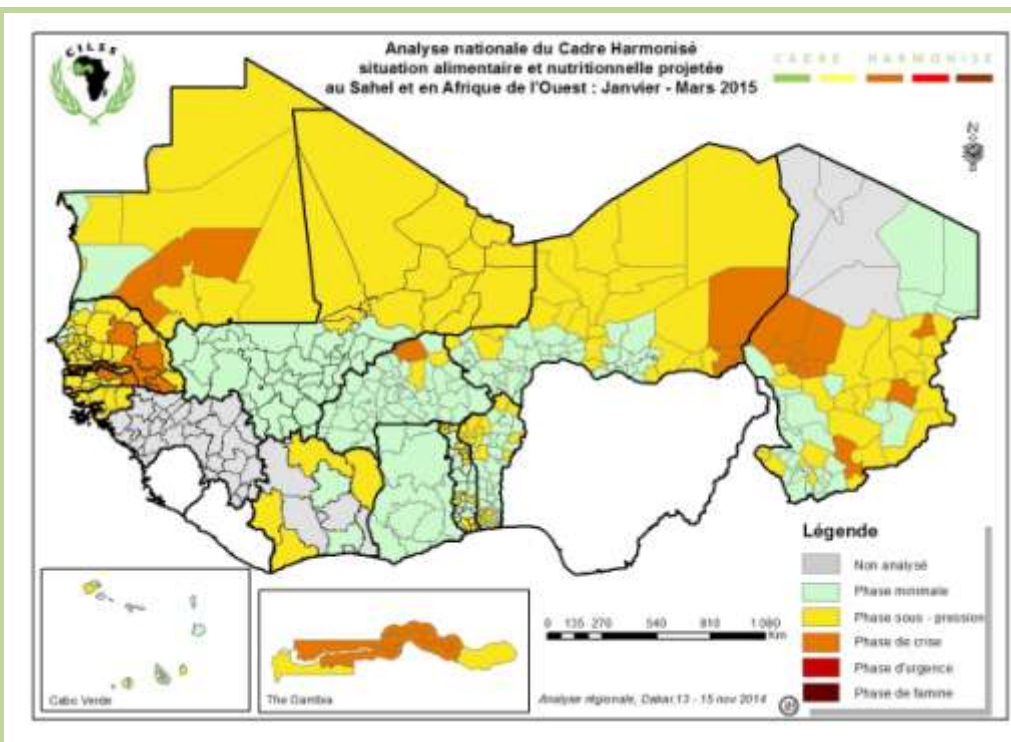 CILSS
Analyse nationale du Cadre Harmonisé
situation alimentaire et nutritionnelle projetée
au Sahel et en Afrique de l'Ouest : Janvier - Mars 2015
CADRE HARMONISE
N
Légende
Non analysé
Phase minimale
Phase sous - pression
Phase de crise
Phase d'urgence
Phase de famine
0 135 270 540 810 1.080
Km
Cabo Verde
The Gambia
Analyse régionale, Dakar,13 - 15 nov 2014